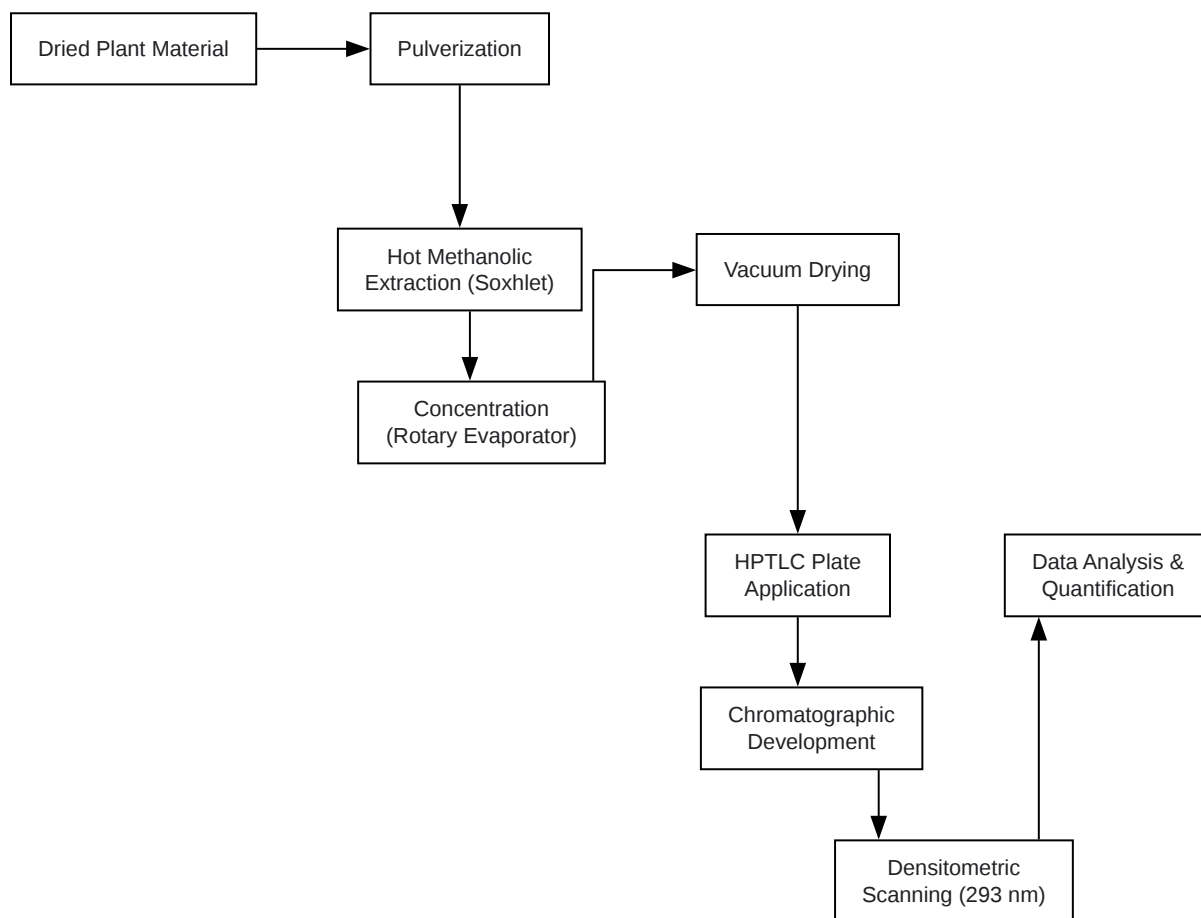 Dried Plant Material
Pulverization
Hot Methanolic
Extraction (Soxhlet)
Concentration
(Rotary Evaporator)
Vacuum Drying
HPTLC Plate
Application
Chromatographic
Development
Densitometric
Scanning (293 nm)
Data Analysis &
Quantification